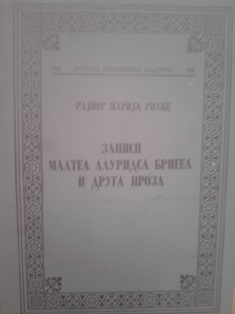 РАЈНЕР МАРИЈА РИЛКЕ
ЗАПИСИ
МАЛТЕА ЛАУРИДСА БРИГЕА
И ДРУГА ПРОЗА